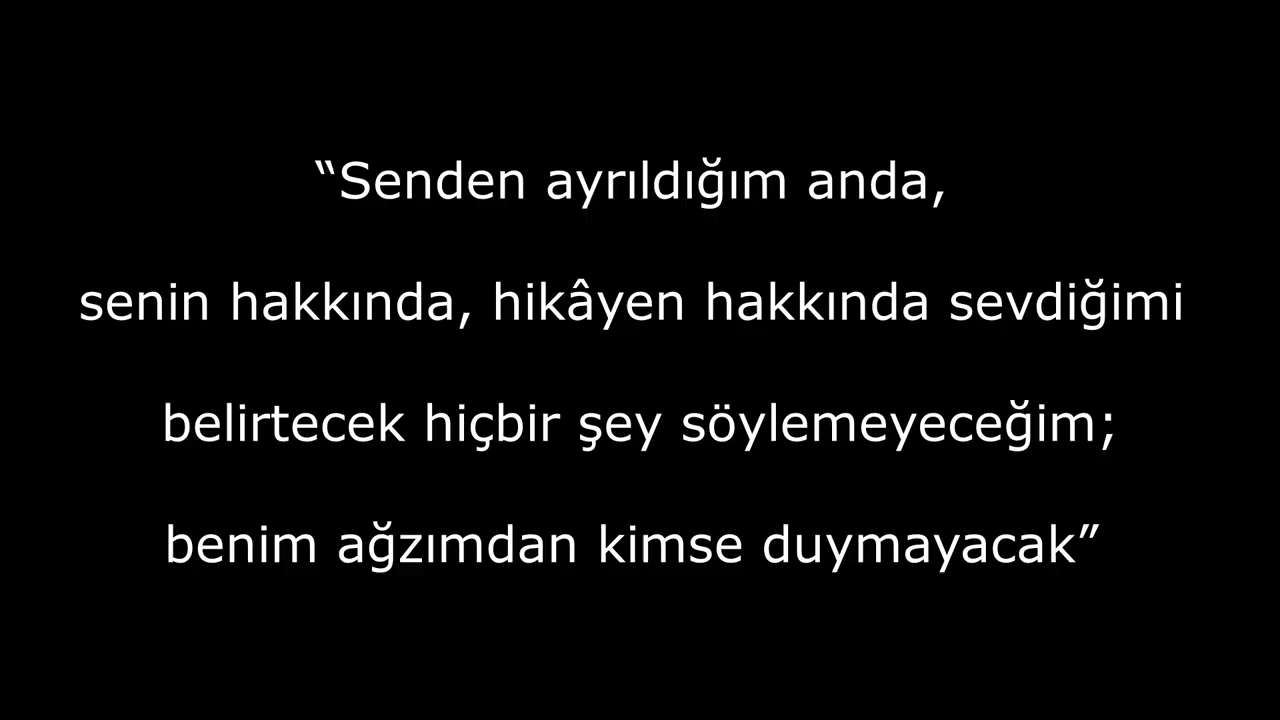 “Senden ayrıldığım anda,
senin hakkında, hikâyen hakkında sevdiğimi
belirtecek hiçbir şey söylemeyeceğim;
benim ağzımdan kimse duymayacak”